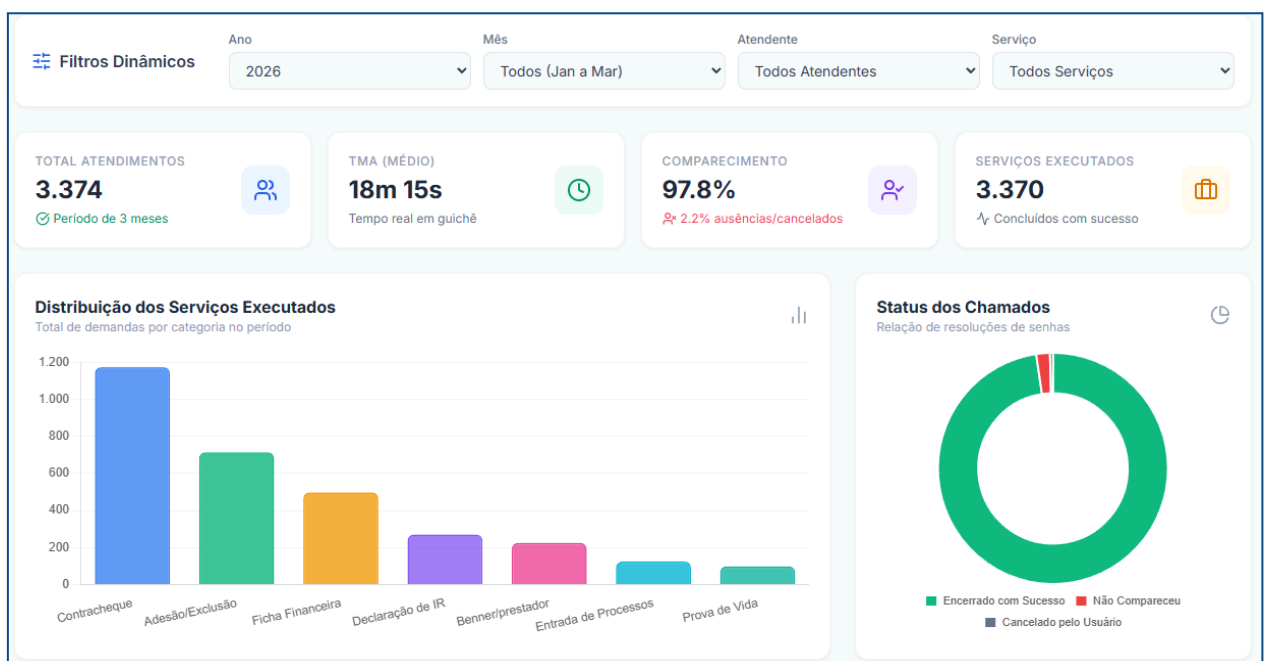 Filtros Dinâmicos
Ano
2026
Mês
Todos (Jan a Mar)
Atendente
Todos Atendentes
Serviço
Todos Serviços
TOTAL ATENDIMENTOS
3.374
Período de 3 meses
TMA (MÉDIO)
18m 15s
Tempo real em guichê
COMPARECIMENTO
97.8%
2.2% ausências/cancelados
SERVIÇOS EXECUTADOS
3.370
Concluídos com sucesso
Distribuição dos Serviços Executados
Total de demandas por categoria no período
1.200
1.000
800
600
400
200
0
Contracheque
Adesão/Exclusão
Ficha Financeira
Declaração de IR
Benner/prestador
Entrada de Processos
Prova de Vida
Status dos Chamados
Relação de resoluções de senhas
Encerrado com Sucesso
Não Compareceu
Cancelado pelo Usuário